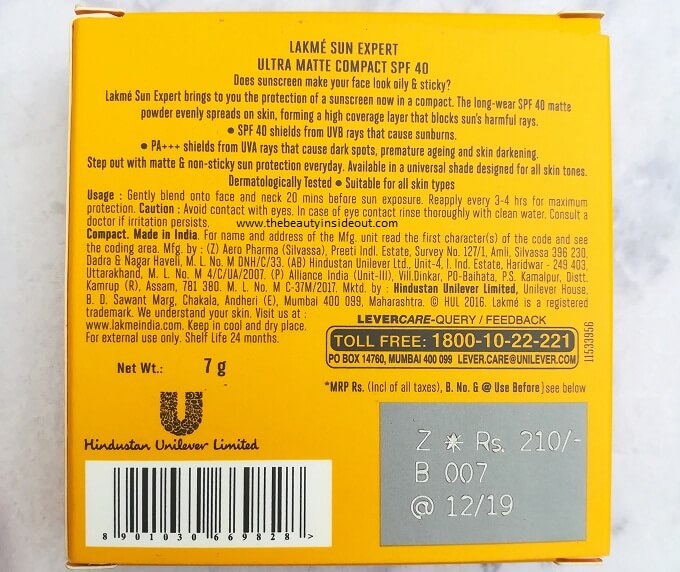 LAKMÉ SUN EXPERT
ULTRA MATTE COMPACT SPF 40
Does sunscreen make your face look oily & sticky?
Lakmé Sun Expert brings to you the protection of a sunscreen now in a compact. The long-wear SPF 40 matte
powder evenly spreads on skin, forming a high coverage layer that blocks sun's harmful rays.
• SPF 40 shields from UVB rays that cause sunburns.
• PA+++ shields from UVA rays that cause dark spots, premature ageing and skin darkening.
Step out with matte & non-sticky sun protection everyday. Available in a universal shade designed for all skin tones.
Dermatologically Tested • Suitable for all skin types
Usage : Gently blend onto face and neck 20 mins before sun exposure. Reapply every 3-4 hrs for maximum
protection. Caution : Avoid contact with eyes. In case of eye contact rinse thoroughly with clean water. Consult a
doctor if irritation persists.
www.thebeautyinsideout.com
Compact. Made in India. For name and address of the Mfg. unit read the first character(s) of the code and see
the coding area. Mfg. by : (Z) Aero Pharma (Silvassa), Preeti Ind. Estate, Survey No. 127/1, Amli, Silvassa 396 230,
Dadra & Nagar Haveli, M. L. No. M DNH/C/33. (AB) Hindustan Unilever Ltd., Unit-4, I. Ind. Estate, Haridwar - 249 403,
Uttarakhand, M. L. No. M 4/C/UA/2007. (P) Alliance India (Unit-III), Vill.Dinkar, PO-Baihata, P.S. Kamalpur, Distt.
Kamrup (R), Assam, 781 380. M. L. No. M C-37M/2017. Mktd. by : Hindustan Unilever Limited, Unilever House,
B. D. Sawant Marg, Chakala, Andheri (E), Mumbai 400 099, Maharashtra. © HUL 2016. Lakmé is a registered
trademark. We understand your skin. Visit us at :
www.lakmeindia.com. Keep in cool and dry place.
For external use only. Shelf Life 24 months.
LEVERCARE-QUERY / FEEDBACK
TOLL FREE: 1800-10-22-221
PO BOX 14760, MUMBAI 400 099 LEVER.CARE@UNILEVER.COM
11533956
Net Wt.: 7 g
*MRP Rs. (Incl of all taxes), B. No. & @ Use Before}see below
Hindustan Unilever Limited
Z * Rs. 210/-
B 007
@ 12/19
8 901030 669828 >